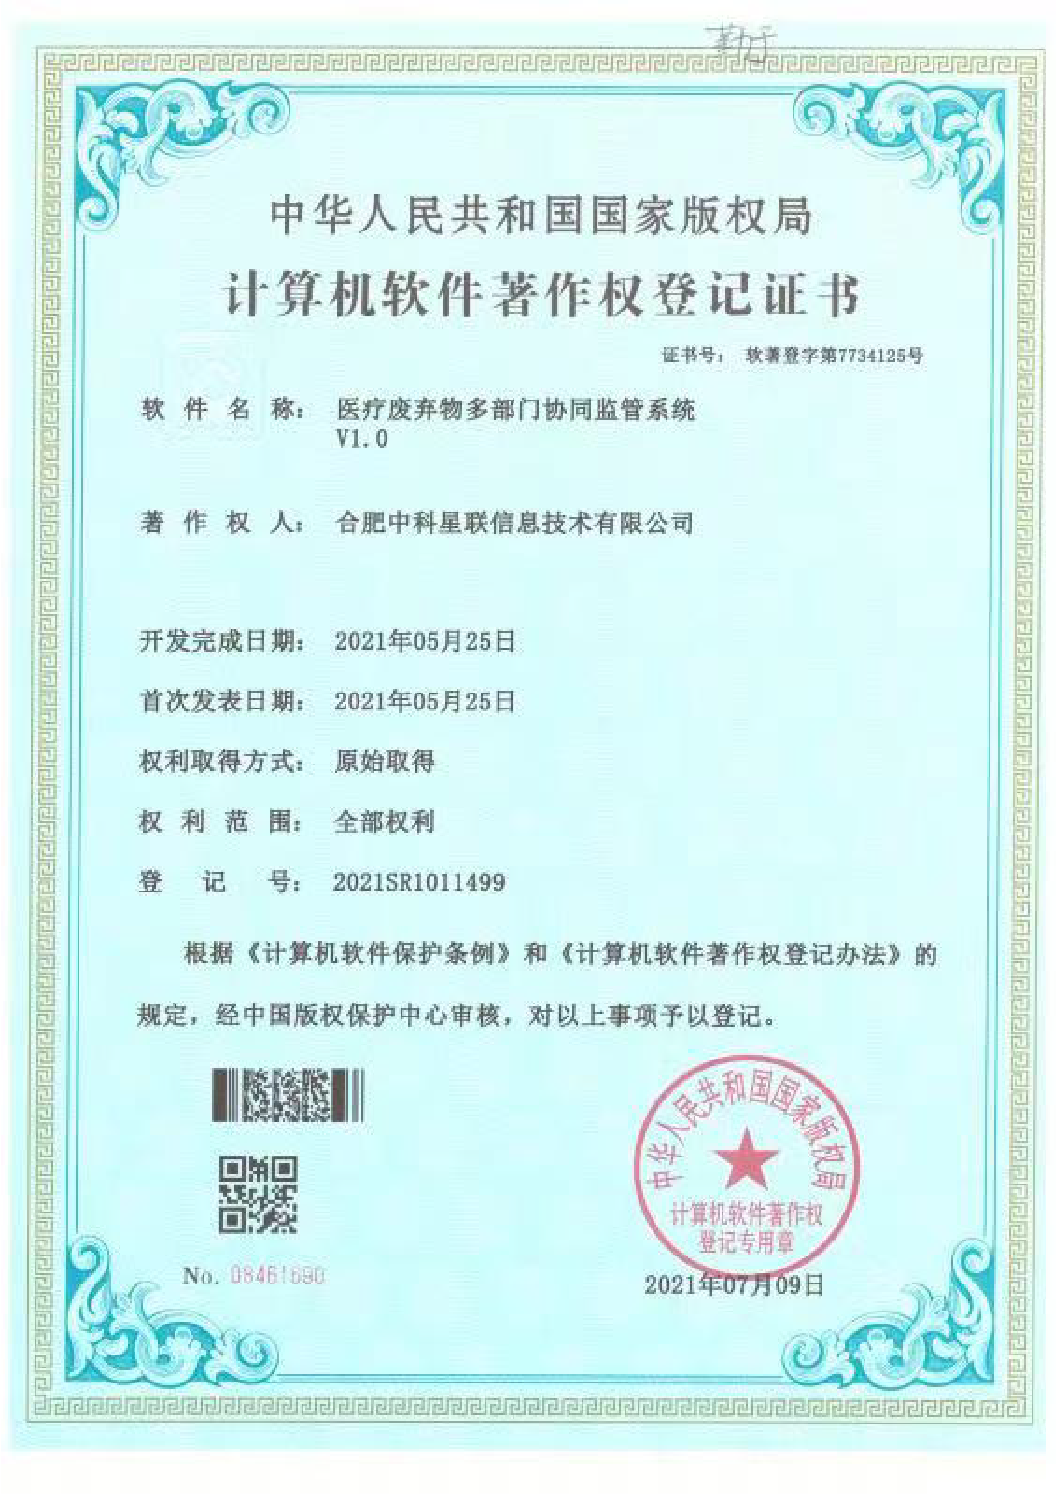 中华人民共和国国家版权局
计算机软件著作权登记证书
证书号： 软著登字第7734125号
软件名称： 医疗废弃物多部门协同监管系统
V1.0
著作权人： 合肥中科星联信息技术有限公司
开发完成日期： 2021年05月25日
首次发表日期： 2021年05月25日
权利取得方式： 原始取得
权利范围： 全部权利
登记号： 2021SR1011499
根据《计算机软件保护条例》和《计算机软件著作权登记办法》的
规定，经中国版权保护中心审核，对以上事项予以登记。
中华人民共和国国家版权局
计算机软件著作权
登记专用章
No. 08461690
2021年07月09日